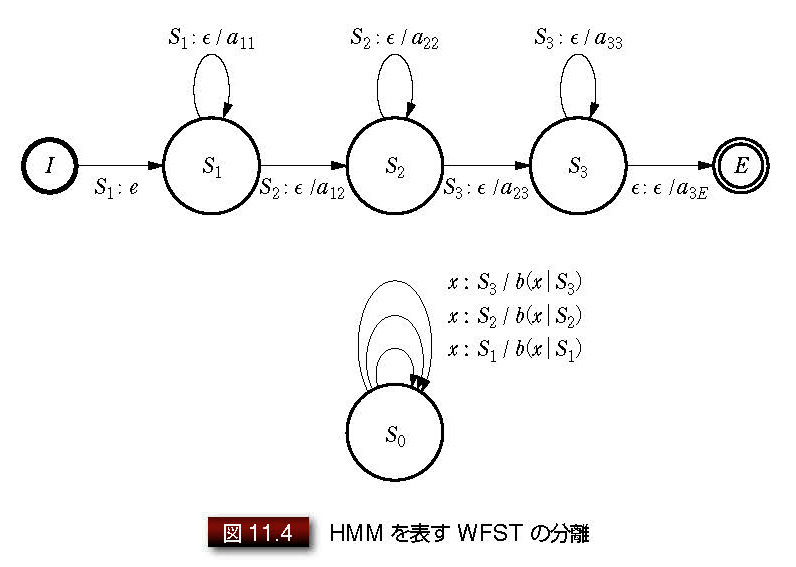 S₁: ϵ / a₁₁ S₂: ϵ / a₂₂ S₃: ϵ / a₃₃
I S₁ S₂ S₃ E
S₁: e S₂: ϵ / a₁₂ S₃: ϵ / a₂₃ ϵ: ϵ / a₃E
x: S₃ / b(x|S₃)
x: S₂ / b(x|S₂)
x: S₁ / b(x|S₁)
S₀
図 11.4 HMM を表す WFST の分離